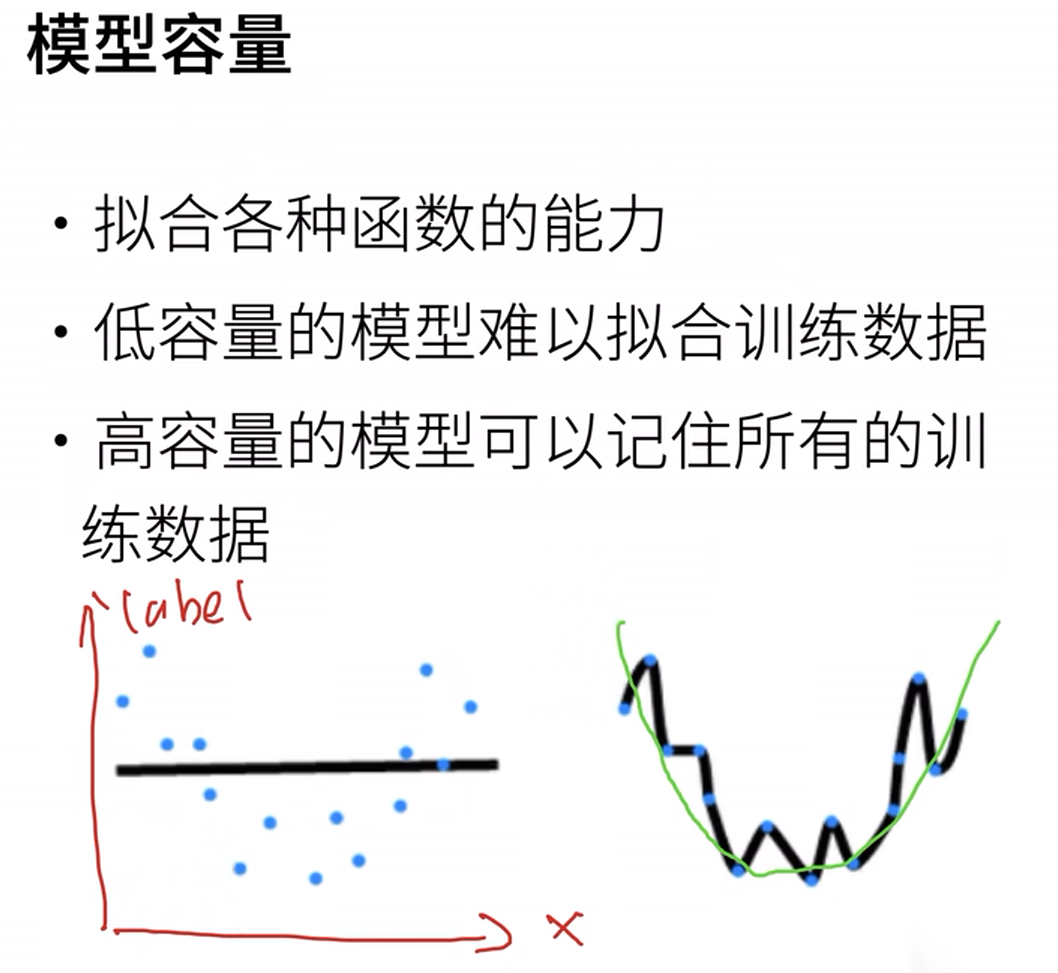 模型容量
• 拟合各种函数的能力
• 低容量的模型难以拟合训练数据
• 高容量的模型可以记住所有的训
练数据
label
x